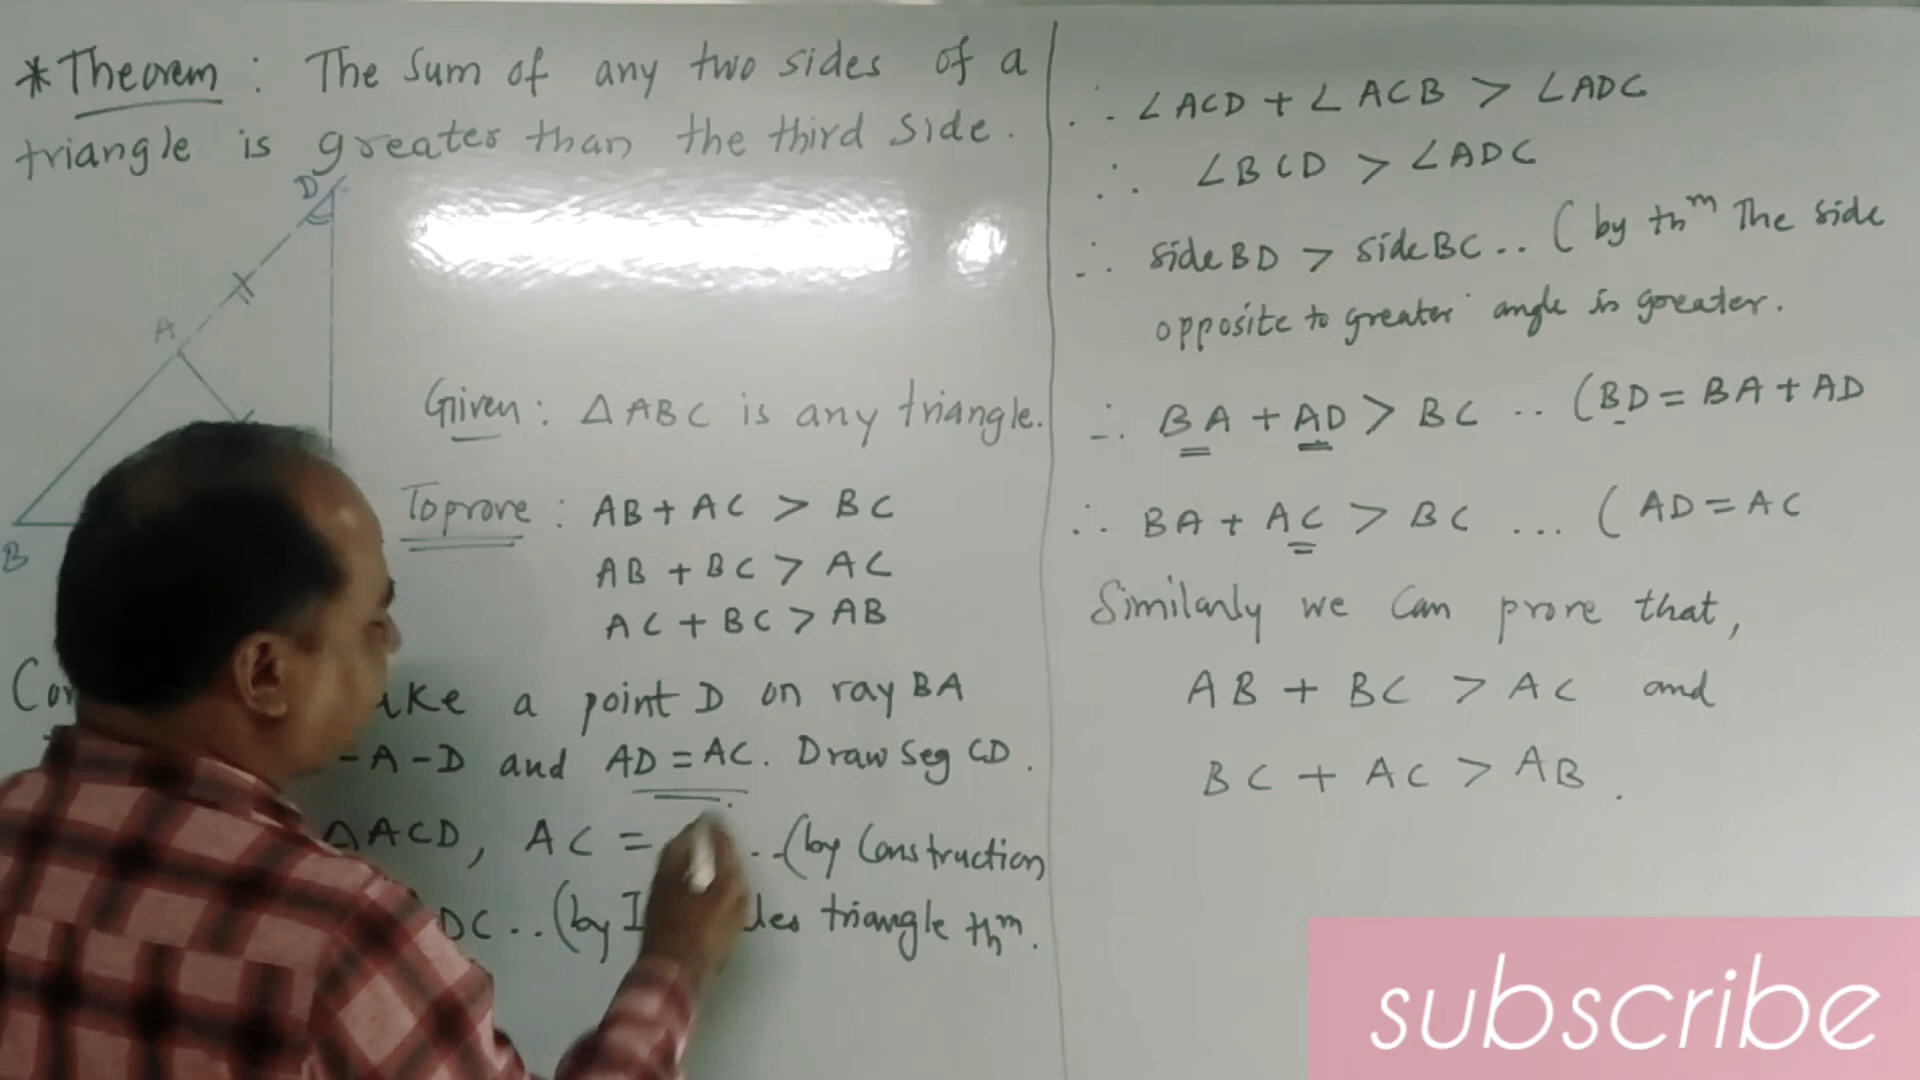 * Theorem : The Sum of any two sides of a
triangle is greater than the third Side.
D
A
B
Given : △ABC is any triangle.
To prove : AB + AC > BC
AB + BC > AC
AC + BC > AB
a point D on ray BA
-A-D and AD = AC. Draw Seg CD.
△ACD, AC = ..(by Construction
DC..(by triangle thm.
∴ ∠ACD + ∠ACB > ∠ADC
∴ ∠BCD > ∠ADC
∴ side BD > side BC.. (by thm The side
opposite to greater angle is greater.
∴ BA + AD > BC .. (BD = BA + AD
∴ BA + AC > BC ... (AD = AC
Similarly we can prove that,
AB + BC > AC and
BC + AC > AB.
subscribe